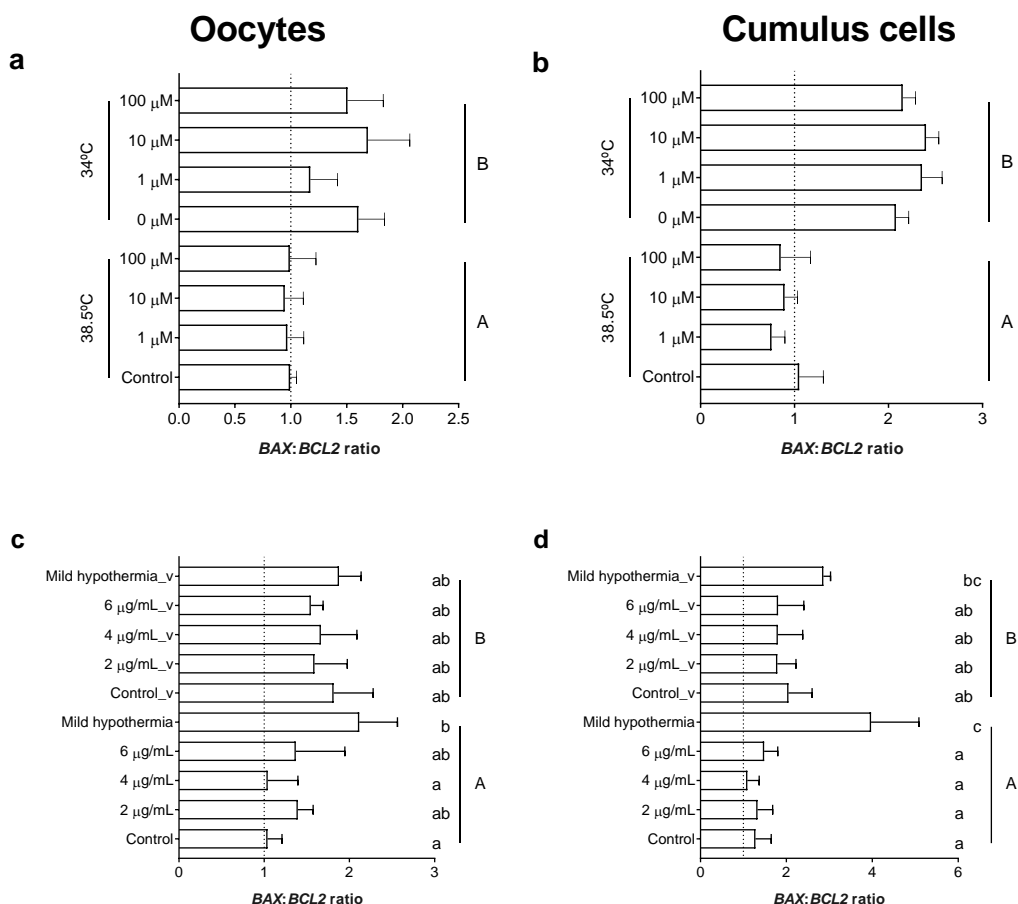 Oocytes
Cumulus cells
a
100 μM
10 μM
1 μM
0 μM
100 μM
10 μM
1 μM
Control
34ºC
38.5ºC
B
A
0.0 0.5 1.0 1.5 2.0 2.5
BAX:BCL2 ratio
b
100 μM
10 μM
1 μM
0 μM
100 μM
10 μM
1 μM
Control
34ºC
38.5ºC
B
A
0 1 2 3
BAX:BCL2 ratio
c
Mild hypothermia_v ab
6 μg/mL_v ab
4 μg/mL_v ab
2 μg/mL_v ab
Control_v ab
Mild hypothermia b
6 μg/mL ab
4 μg/mL a
2 μg/mL ab
Control a
B
A
0 1 2 3
BAX:BCL2 ratio
d
Mild hypothermia_v bc
6 μg/mL_v ab
4 μg/mL_v ab
2 μg/mL_v ab
Control_v ab
Mild hypothermia c
6 μg/mL a
4 μg/mL a
2 μg/mL a
Control a
B
A
0 2 4 6
BAX:BCL2 ratio